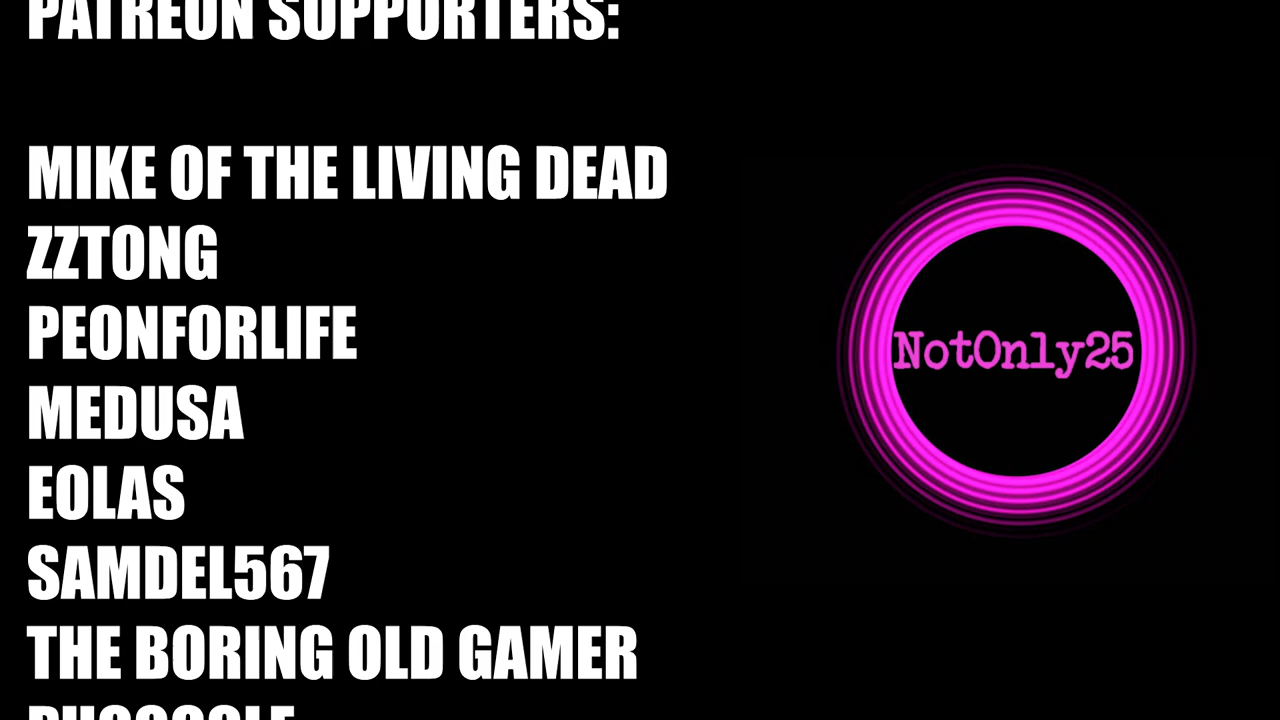 PATREON SUPPORTERS:
MIKE OF THE LIVING DEAD
ZZTONG
PEONFORLIFE
MEDUSA
EOLAS
SAMDEL567
THE BORING OLD GAMER
NotOnly25